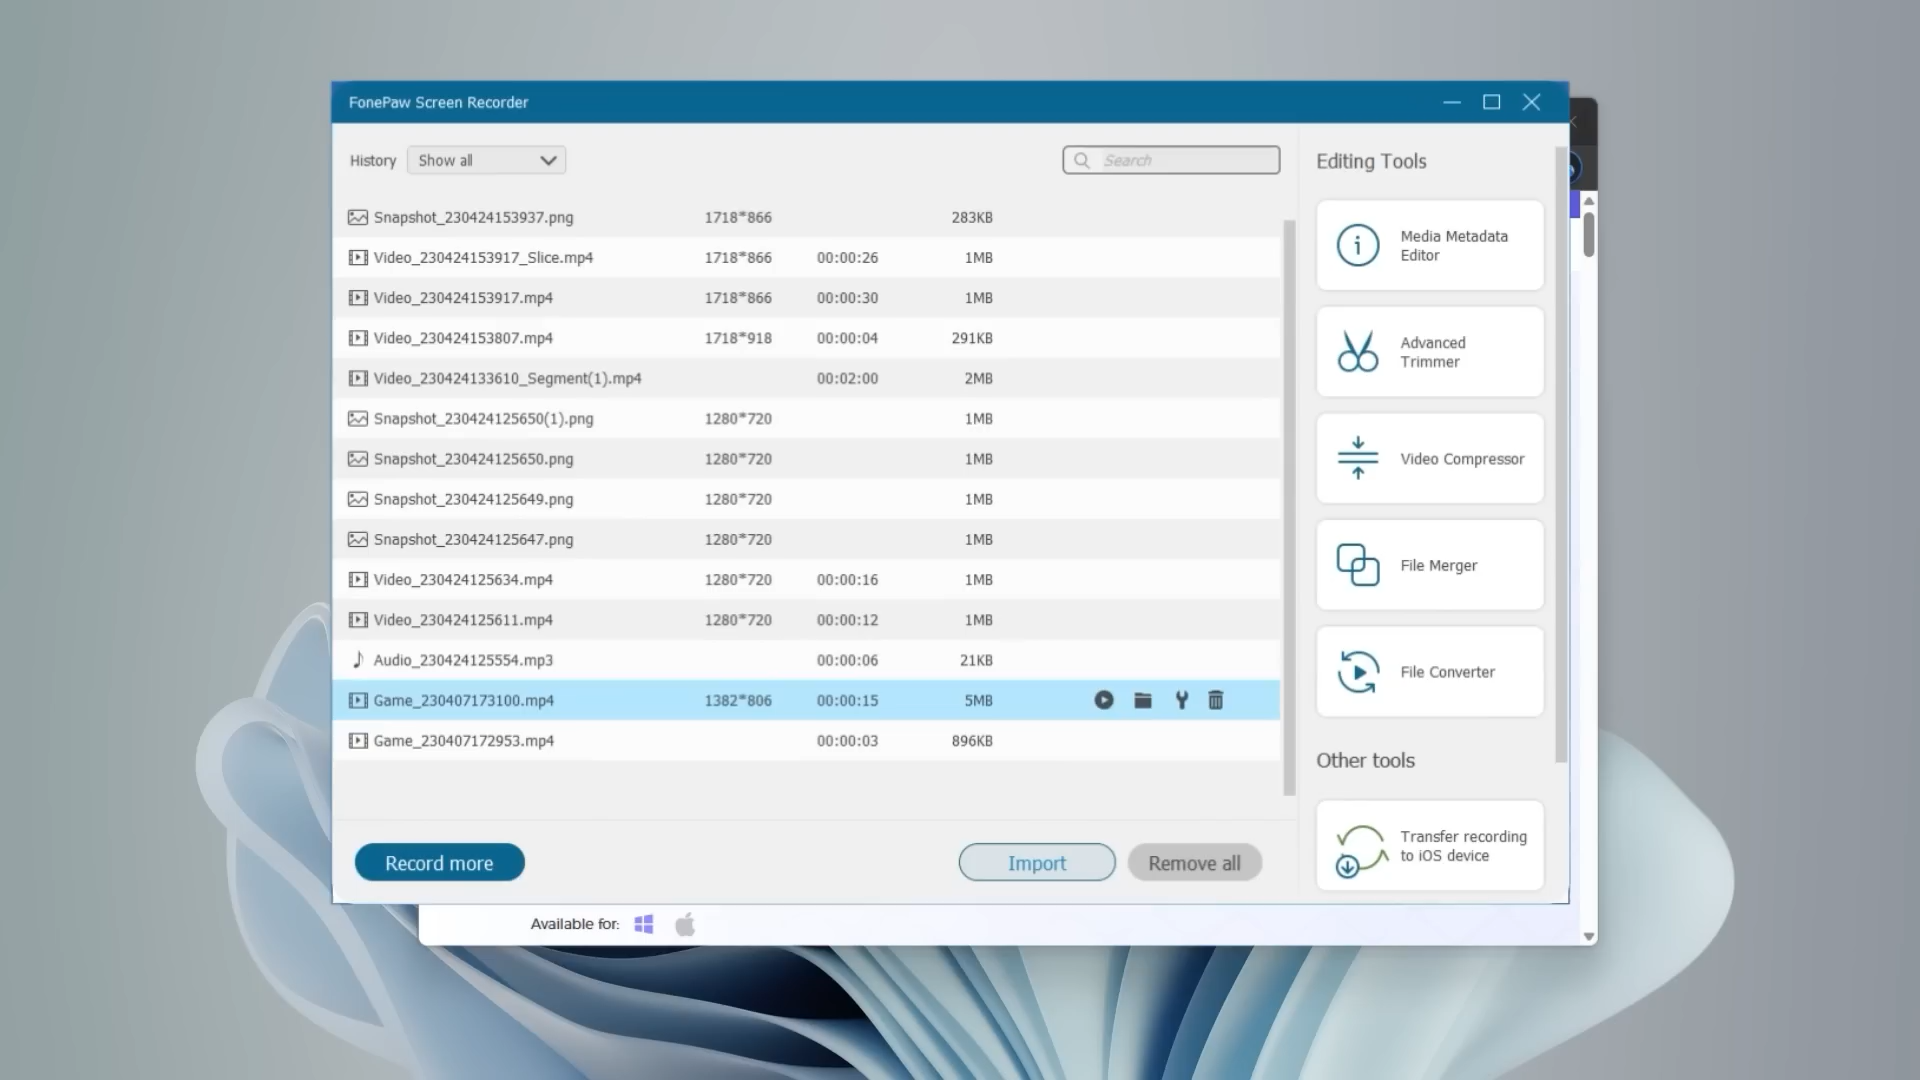 FonePaw Screen Recorder
History
Show all
Search
Snapshot_230424153937.png 1718*866 283KB
Video_230424153917_Slice.mp4 1718*866 00:00:26 1MB
Video_230424153917.mp4 1718*866 00:00:30 1MB
Video_230424153807.mp4 1718*918 00:00:04 291KB
Video_230424133610_Segment(1).mp4 00:02:00 2MB
Snapshot_230424125650(1).png 1280*720 1MB
Snapshot_230424125650.png 1280*720 1MB
Snapshot_230424125649.png 1280*720 1MB
Snapshot_230424125647.png 1280*720 1MB
Video_230424125634.mp4 1280*720 00:00:16 1MB
Video_230424125611.mp4 1280*720 00:00:12 1MB
Audio_230424125554.mp3 00:00:06 21KB
Game_230407173100.mp4 1382*806 00:00:15 5MB
Game_230407172953.mp4 00:00:03 896KB
Record more
Import
Remove all
Editing Tools
Media Metadata
Editor
Advanced
Trimmer
Video Compressor
File Merger
File Converter
Other tools
Transfer recording
to iOS device
Available for: